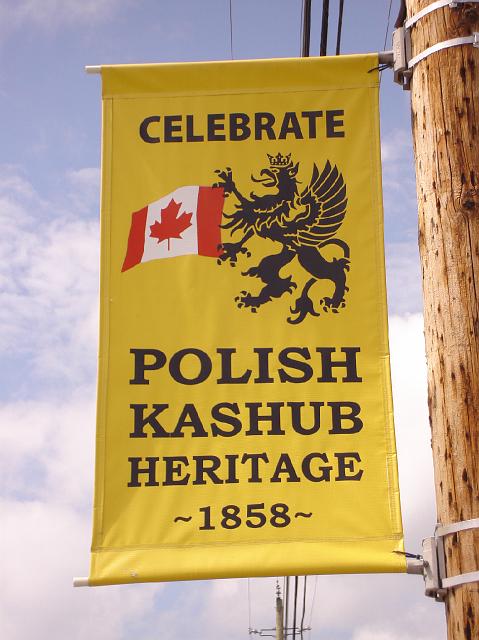 CELEBRATE
POLISH
KASHUB
HERITAGE
~1858~